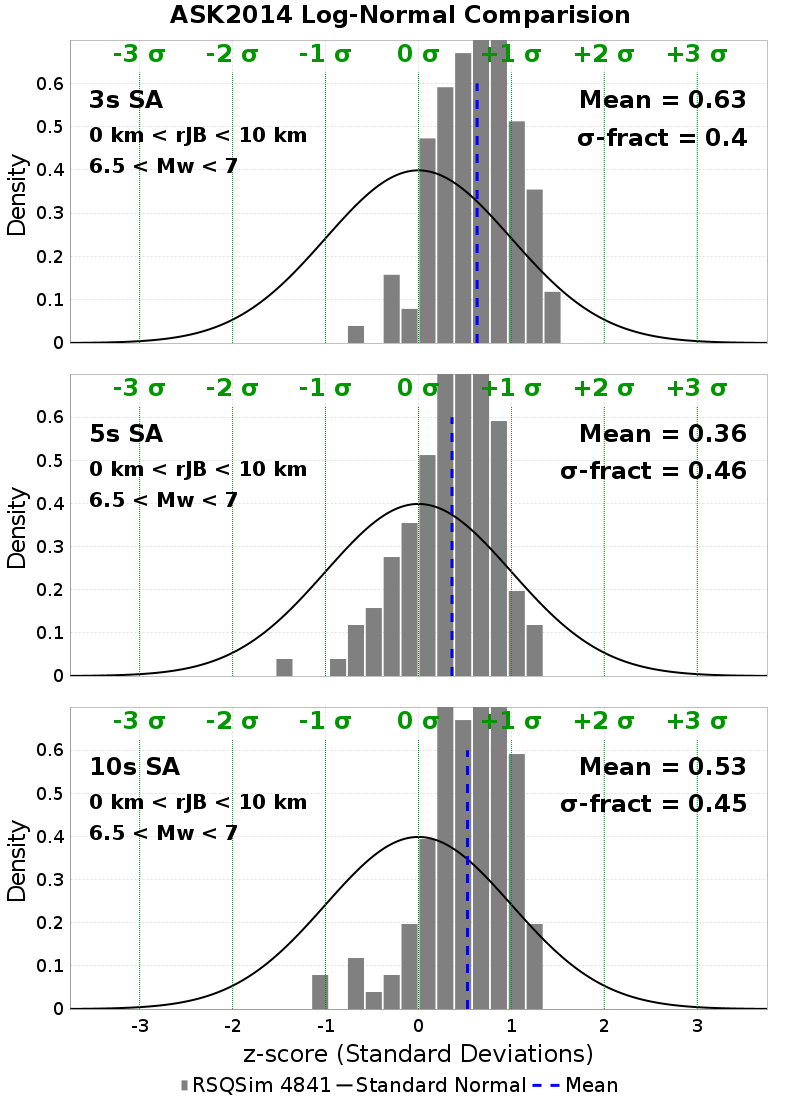 ASK2014 Log-Normal Comparision
-3 σ -2 σ -1 σ 0 σ +1 σ +2 σ +3 σ
3s SA
0 km < rJB < 10 km
6.5 < Mw < 7
Mean = 0.63
σ-fract = 0.4
Density
0.6
0.5
0.4
0.3
0.2
0.1
0
-3 σ -2 σ -1 σ 0 σ +1 σ +2 σ +3 σ
5s SA
0 km < rJB < 10 km
6.5 < Mw < 7
Mean = 0.36
σ-fract = 0.46
Density
0.6
0.5
0.4
0.3
0.2
0.1
0
-3 σ -2 σ -1 σ 0 σ +1 σ +2 σ +3 σ
10s SA
0 km < rJB < 10 km
6.5 < Mw < 7
Mean = 0.53
σ-fract = 0.45
Density
0.6
0.5
0.4
0.3
0.2
0.1
0
-3 -2 -1 0 1 2 3
z-score (Standard Deviations)
RSQSim 4841 Standard Normal Mean